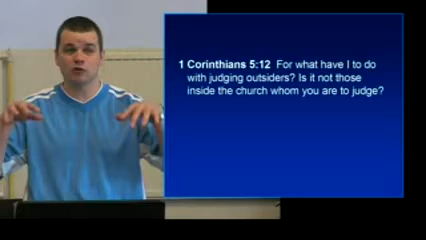 1 Corinthians 5:12 For what have I to do
with judging outsiders? Is it not those
inside the church whom you are to judge?